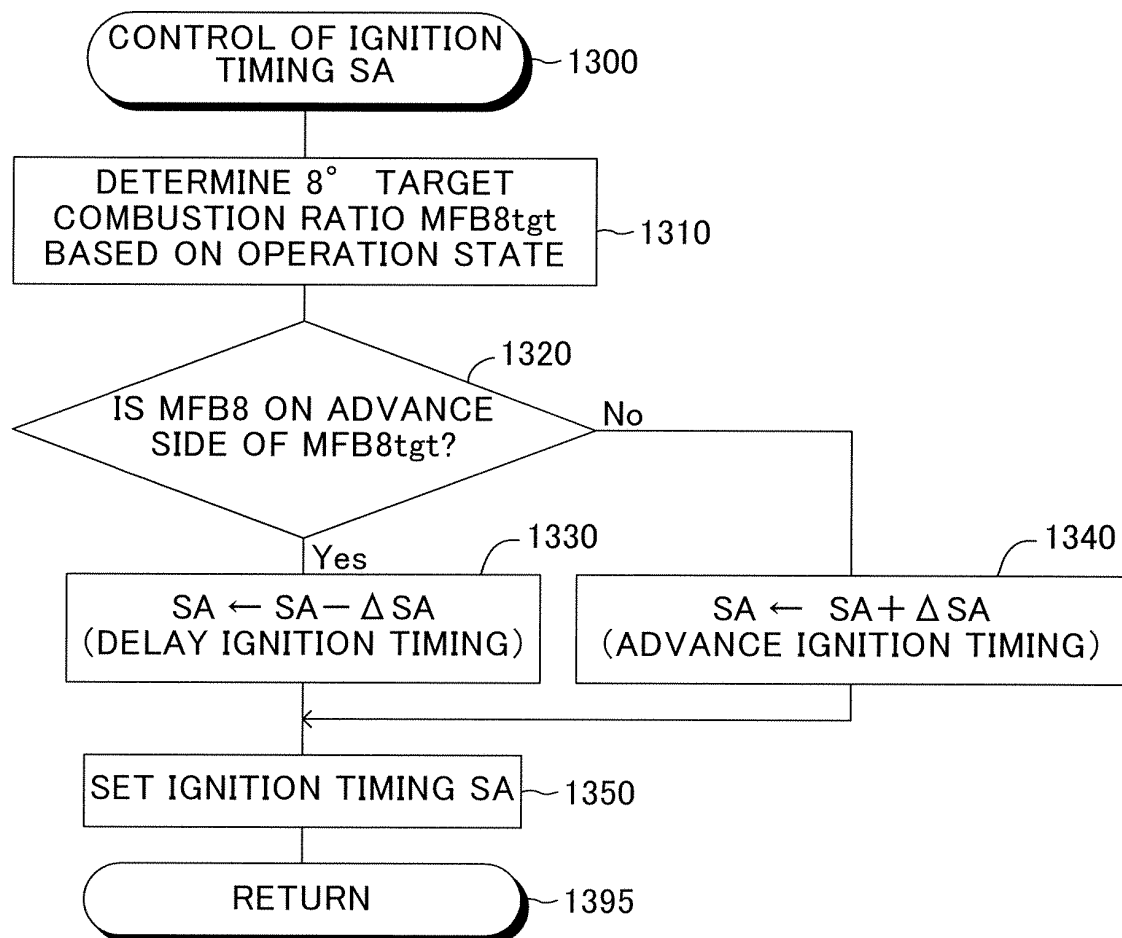 CONTROL OF IGNITION
TIMING SA
1300
DETERMINE 8° TARGET
COMBUSTION RATIO MFB8tgt
BASED ON OPERATION STATE
1310
1320
IS MFB8 ON ADVANCE
SIDE OF MFB8tgt?
No
Yes
1330
SA ← SA－ΔSA
(DELAY IGNITION TIMING)
1340
SA ← SA＋ΔSA
(ADVANCE IGNITION TIMING)
SET IGNITION TIMING SA
1350
RETURN
1395